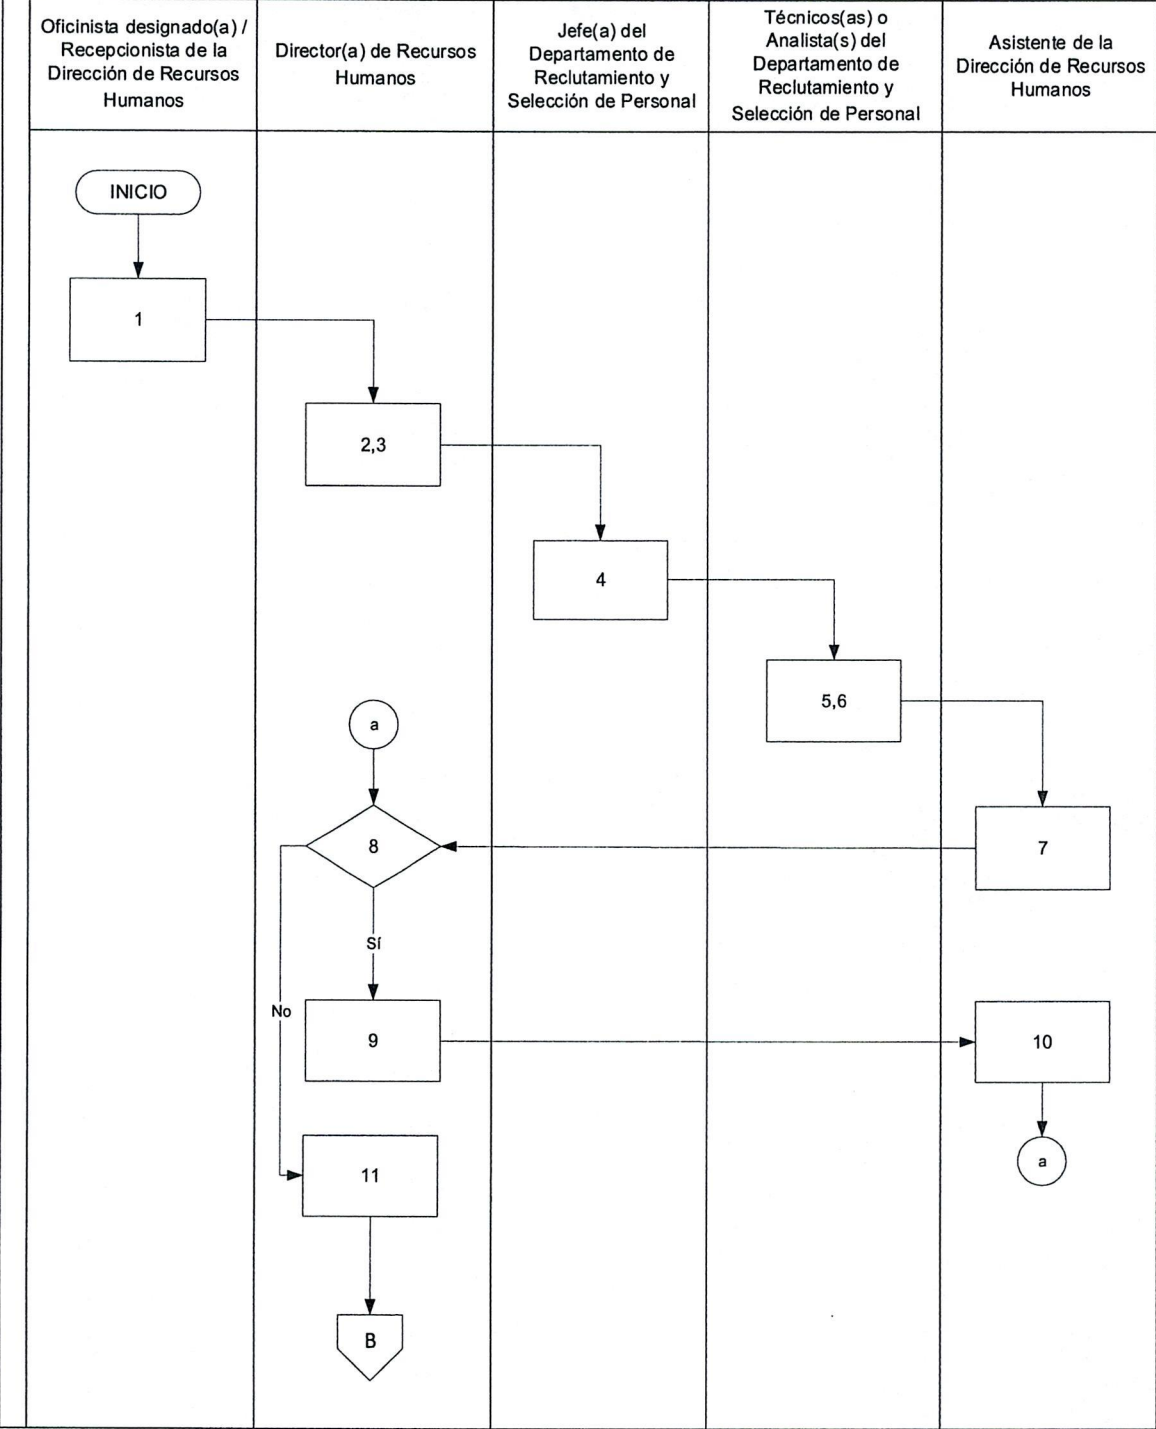 Oficinista designado(a) /
Recepcionista de la
Dirección de Recursos
Humanos
Director(a) de Recursos
Humanos
Jefe(a) del
Departamento de
Reclutamiento y
Selección de Personal
Técnicos(as) o
Analista(s) del
Departamento de
Reclutamiento y
Selección de Personal
Asistente de la
Dirección de Recursos
Humanos
INICIO
1
2,3
4
5,6
a
8
7
Sí
No
9
10
11
a
B